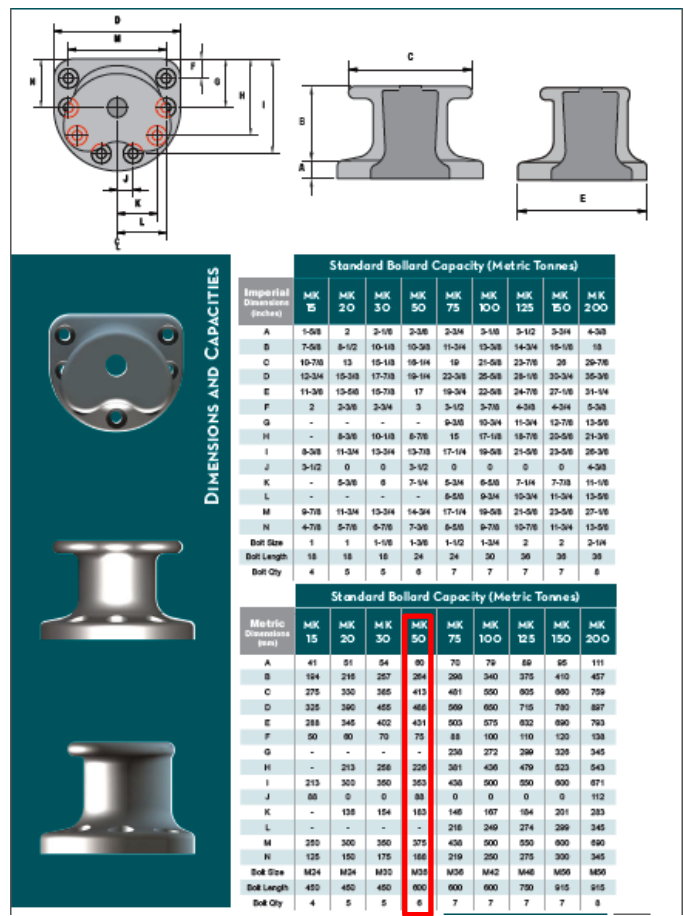 D
M
C
F
N
G
H
I
B
A
J
K
L
E
C
L
DIMENSIONS AND CAPACITIES
Standard Bollard Capacity (Metric Tonnes)
Imperial Dimensions (inches) MK 15 MK 20 MK 30 MK 50 MK 75 MK 100 MK 125 MK 150 MK 200
A 1-5/8 2 2-1/8 2-3/8 2-3/4 3-1/8 3-1/2 3-3/4 4-3/8
B 7-5/8 8-1/2 10-1/8 10-3/8 11-3/4 13-3/8 14-3/4 16-1/8 18
C 10-7/8 13 15-1/8 16-1/4 19 21-5/8 23-7/8 26 29-7/8
D 12-3/4 15-3/8 17-7/8 19-1/4 22-3/8 25-5/8 28-1/8 30-3/4 35-3/8
E 11-3/8 13-5/8 15-7/8 17 19-3/4 22-5/8 24-7/8 27-1/8 31-1/4
F 2 2-3/8 2-3/4 3 3-1/2 3-7/8 4-3/8 4-3/4 5-3/8
G - - - - 9-3/8 10-3/4 11-3/4 12-7/8 13-5/8
H - 8-3/8 10-1/8 8-7/8 15 17-1/8 18-7/8 20-5/8 21-3/8
I 8-3/8 11-3/4 13-3/4 13-7/8 17-1/4 19-5/8 21-5/8 23-5/8 26-3/8
J 3-1/2 0 0 3-1/2 0 0 0 0 4-3/8
K - 5-3/8 6 7-1/4 5-3/4 6-5/8 7-1/4 7-7/8 11-1/8
L - - - - 8-5/8 9-3/4 10-3/4 11-3/4 13-5/8
M 9-7/8 11-3/4 13-3/4 14-3/4 17-1/4 19-5/8 21-5/8 23-5/8 27-1/8
N 4-7/8 5-7/8 6-7/8 7-3/8 8-5/8 9-7/8 10-7/8 11-3/4 13-5/8
Bolt Size 1 1 1-1/8 1-3/8 1-1/2 1-3/4 2 2 2-1/4
Bolt Length 18 18 18 24 24 30 36 36 36
Bolt Qty 4 5 5 6 7 7 7 7 8
Standard Bollard Capacity (Metric Tonnes)
Metric Dimensions (mm) MK 15 MK 20 MK 30 MK 50 MK 75 MK 100 MK 125 MK 150 MK 200
A 41 51 54 60 70 79 89 95 111
B 194 216 257 264 298 340 375 410 457
C 275 330 385 413 481 550 605 660 759
D 325 390 455 488 569 650 715 780 897
E 288 345 402 431 503 575 632 690 793
F 50 60 70 75 88 100 110 120 138
G - - - - 238 272 299 326 345
H - 213 258 226 381 436 479 523 543
I 213 300 350 353 438 500 550 600 671
J 88 0 0 88 0 0 0 0 112
K - 136 154 183 146 167 184 201 283
L - - - - 218 249 274 299 345
M 250 300 350 375 438 500 550 600 690
N 125 150 175 188 219 250 275 300 345
Bolt Size M24 M24 M30 M36 M36 M42 M48 M56 M56
Bolt Length 450 450 450 600 600 600 750 915 915
Bolt Qty 4 5 5 6 7 7 7 7 8